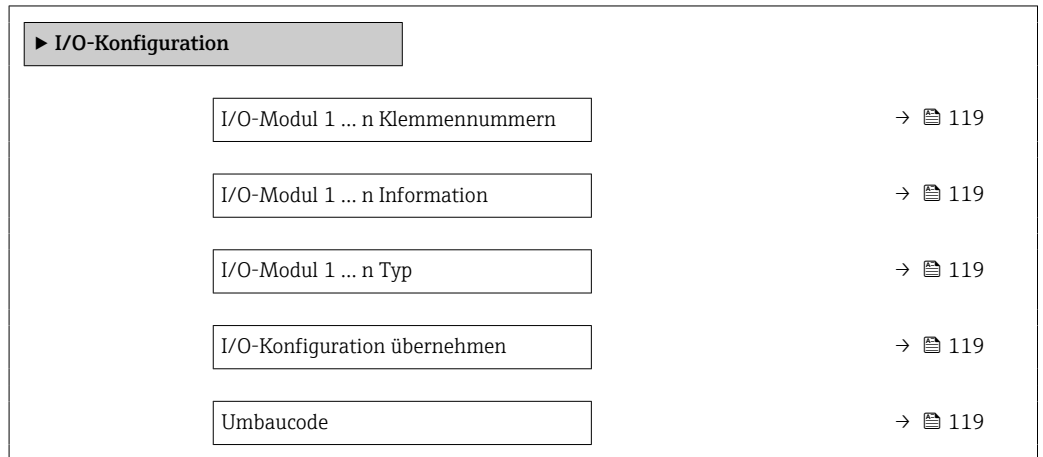 ► I/O-Konfiguration
I/O-Modul 1 … n Klemmennummern → 119
I/O-Modul 1 … n Information → 119
I/O-Modul 1 … n Typ → 119
I/O-Konfiguration übernehmen → 119
Umbaucode → 119